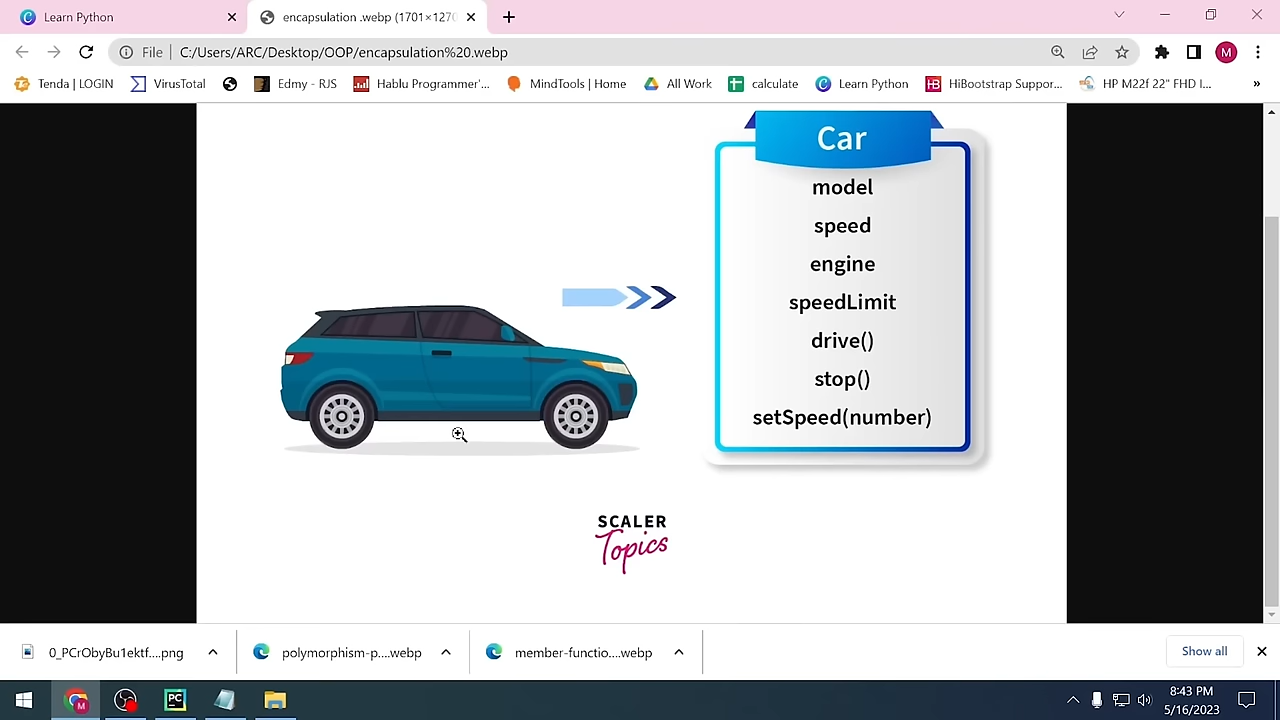 Learn Python
encapsulation .webp (1701×1270
File
C:/Users/ARC/Desktop/OOP/encapsulation%20.webp
M
Tenda | LOGIN
VirusTotal
Edmy - RJS
Hablu Programmer'...
MindTools | Home
All Work
calculate
Learn Python
HiBootstrap Suppor...
HP M22f 22" FHD I...
»
Car
model
speed
engine
speedLimit
drive()
stop()
setSpeed(number)
SCALER
Topics
0_PCrObyBu1ektf....png
polymorphism-p....webp
member-functio....webp
Show all
8:43 PM
5/16/2023